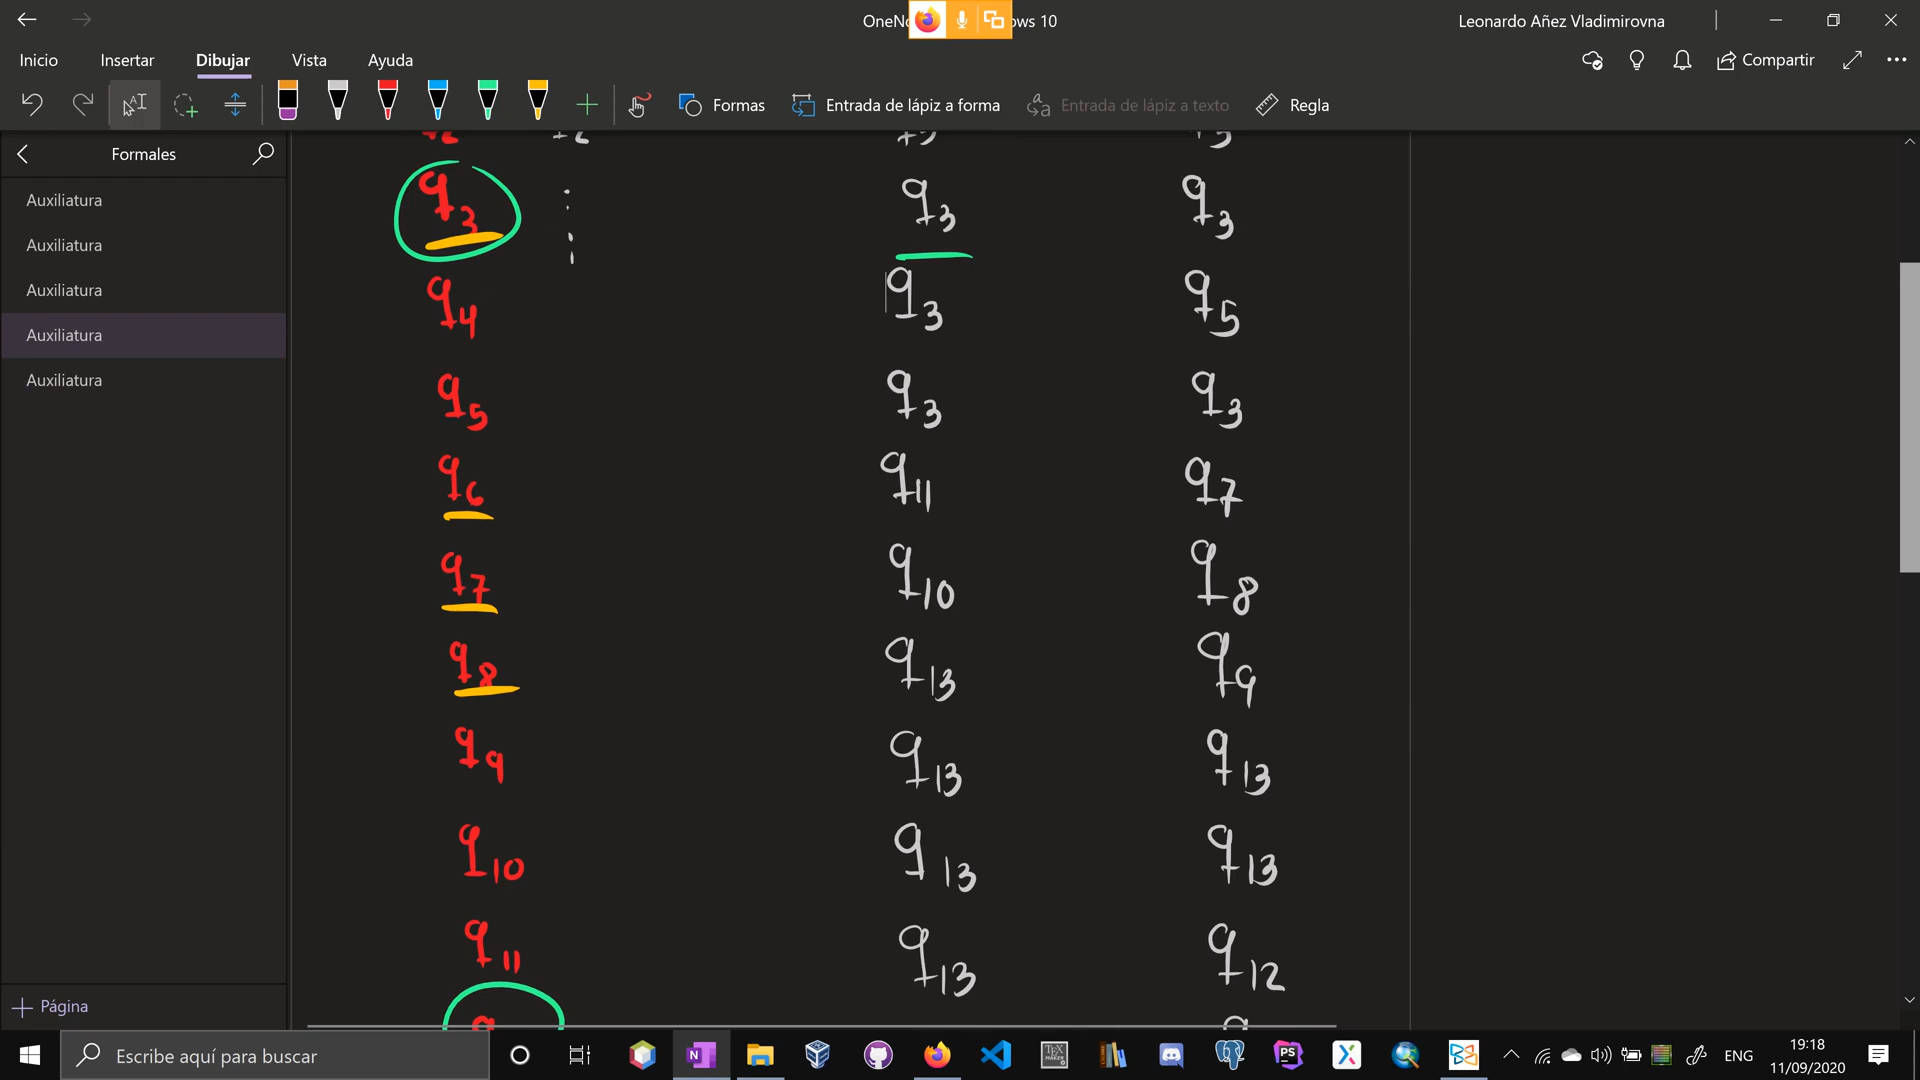 OneNo ows 10
Leonardo Añez Vladimirovna
Inicio Insertar Dibujar Vista Ayuda
Compartir
Formas Entrada de lápiz a forma Entrada de lápiz a texto Regla
Formales
Auxiliatura
Auxiliatura
Auxiliatura
Auxiliatura
Auxiliatura
q3 q3 q3
q4 q3 q5
q5 q3 q3
q6 q11 q7
q7 q10 q8
q8 q13 q9
q9 q13 q13
q10 q13 q13
q11 q13 q12
Página
Escribe aquí para buscar
ENG
19:18
11/09/2020